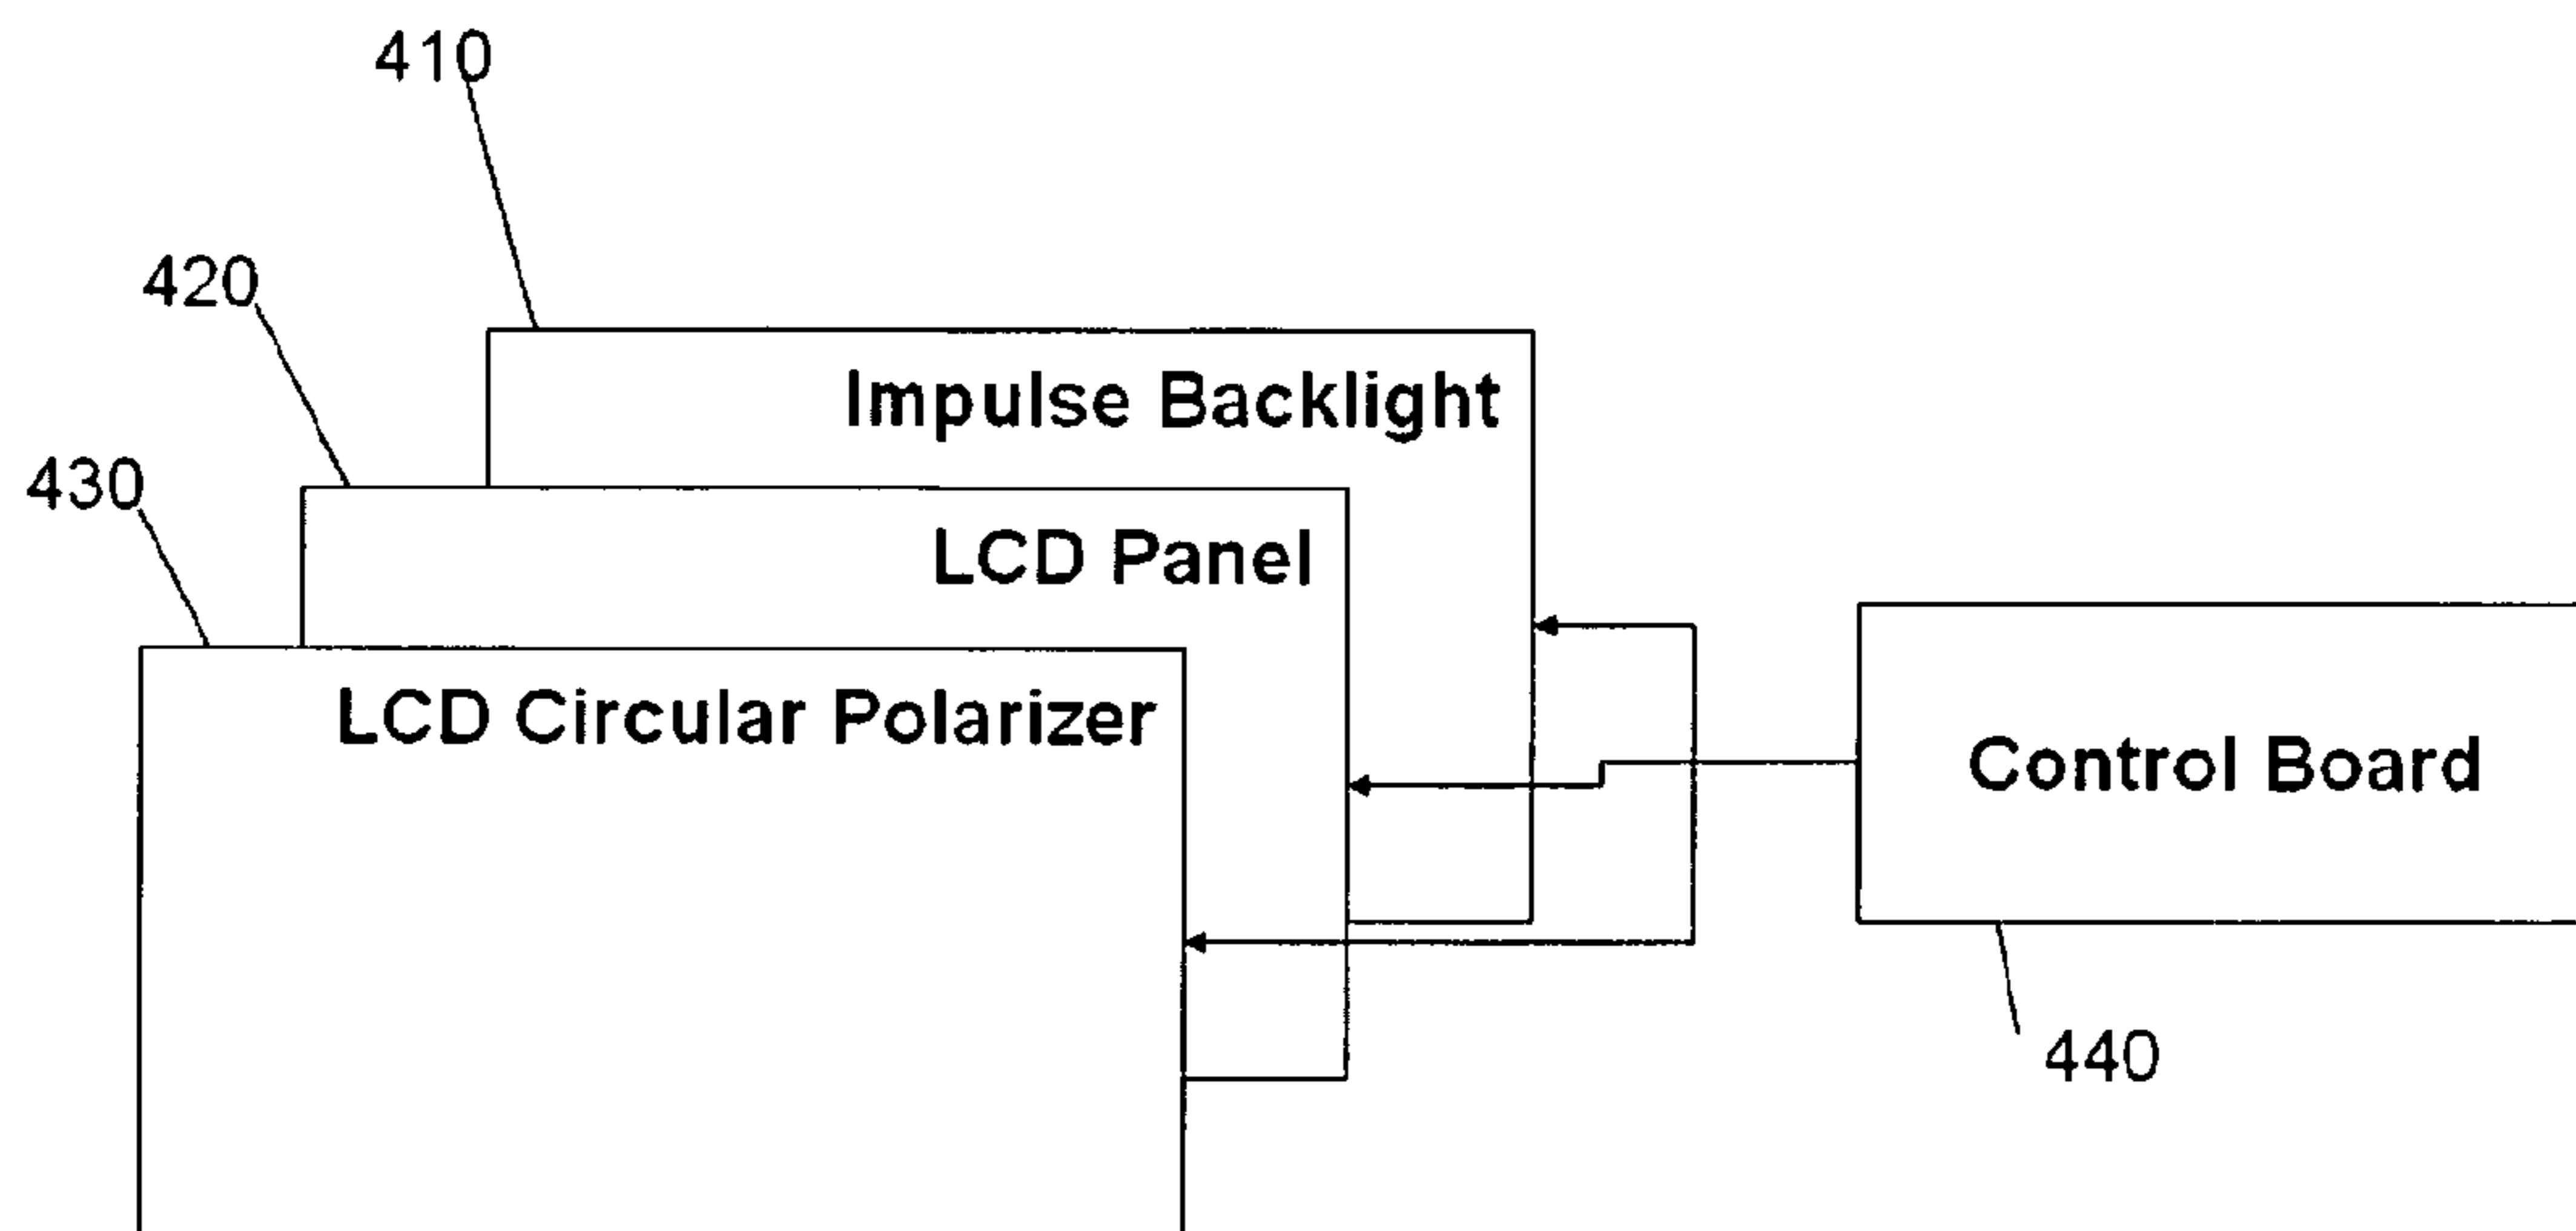 410
420
Impulse Backlight
430
LCD Panel
LCD Circular Polarizer
Control Board
440